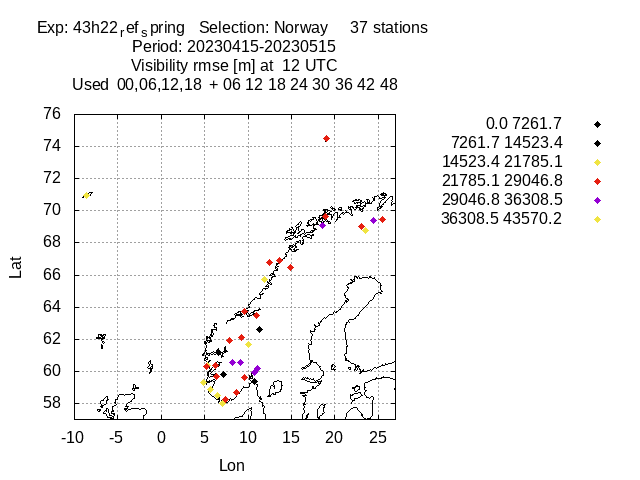 Exp: 43h22ref spring   Selection: Norway     37 stations
Period: 20230415-20230515
Visibility rmse [m] at  12 UTC
Used  00,06,12,18  + 06 12 18 24 30 36 42 48
0.0 7261.7
7261.7 14523.4
14523.4 21785.1
21785.1 29046.8
29046.8 36308.5
36308.5 43570.2
76
74
72
70
68
66
64
62
60
58
Lat
-10 -5 0 5 10 15 20 25
Lon